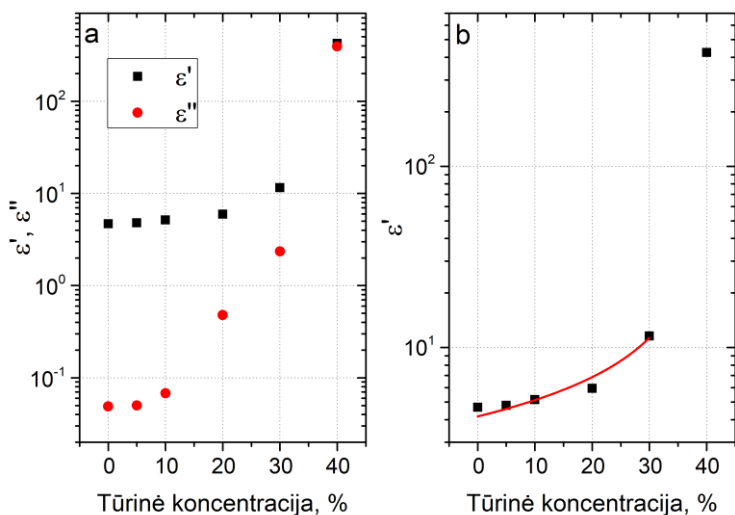 a
ε'
ε''
ε', ε''
10²
10¹
10⁰
10⁻¹
0 10 20 30 40
Tūrinė koncentracija, %
b
ε'
10²
10¹
0 10 20 30 40
Tūrinė koncentracija, %